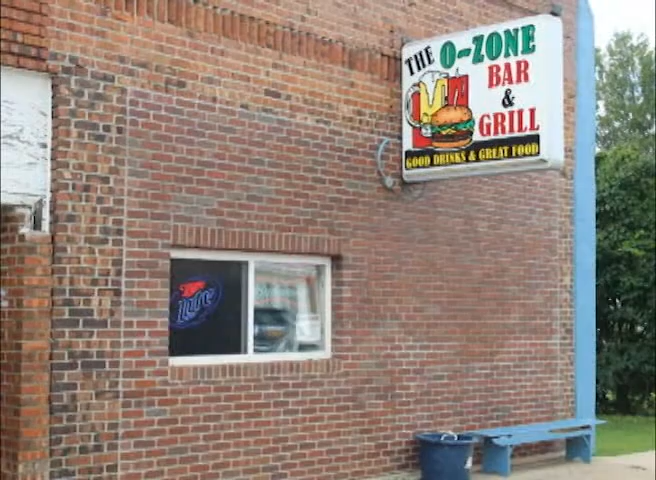 THE O-ZONE
BAR
&
GRILL
GOOD DRINKS & GREAT FOOD
Lite